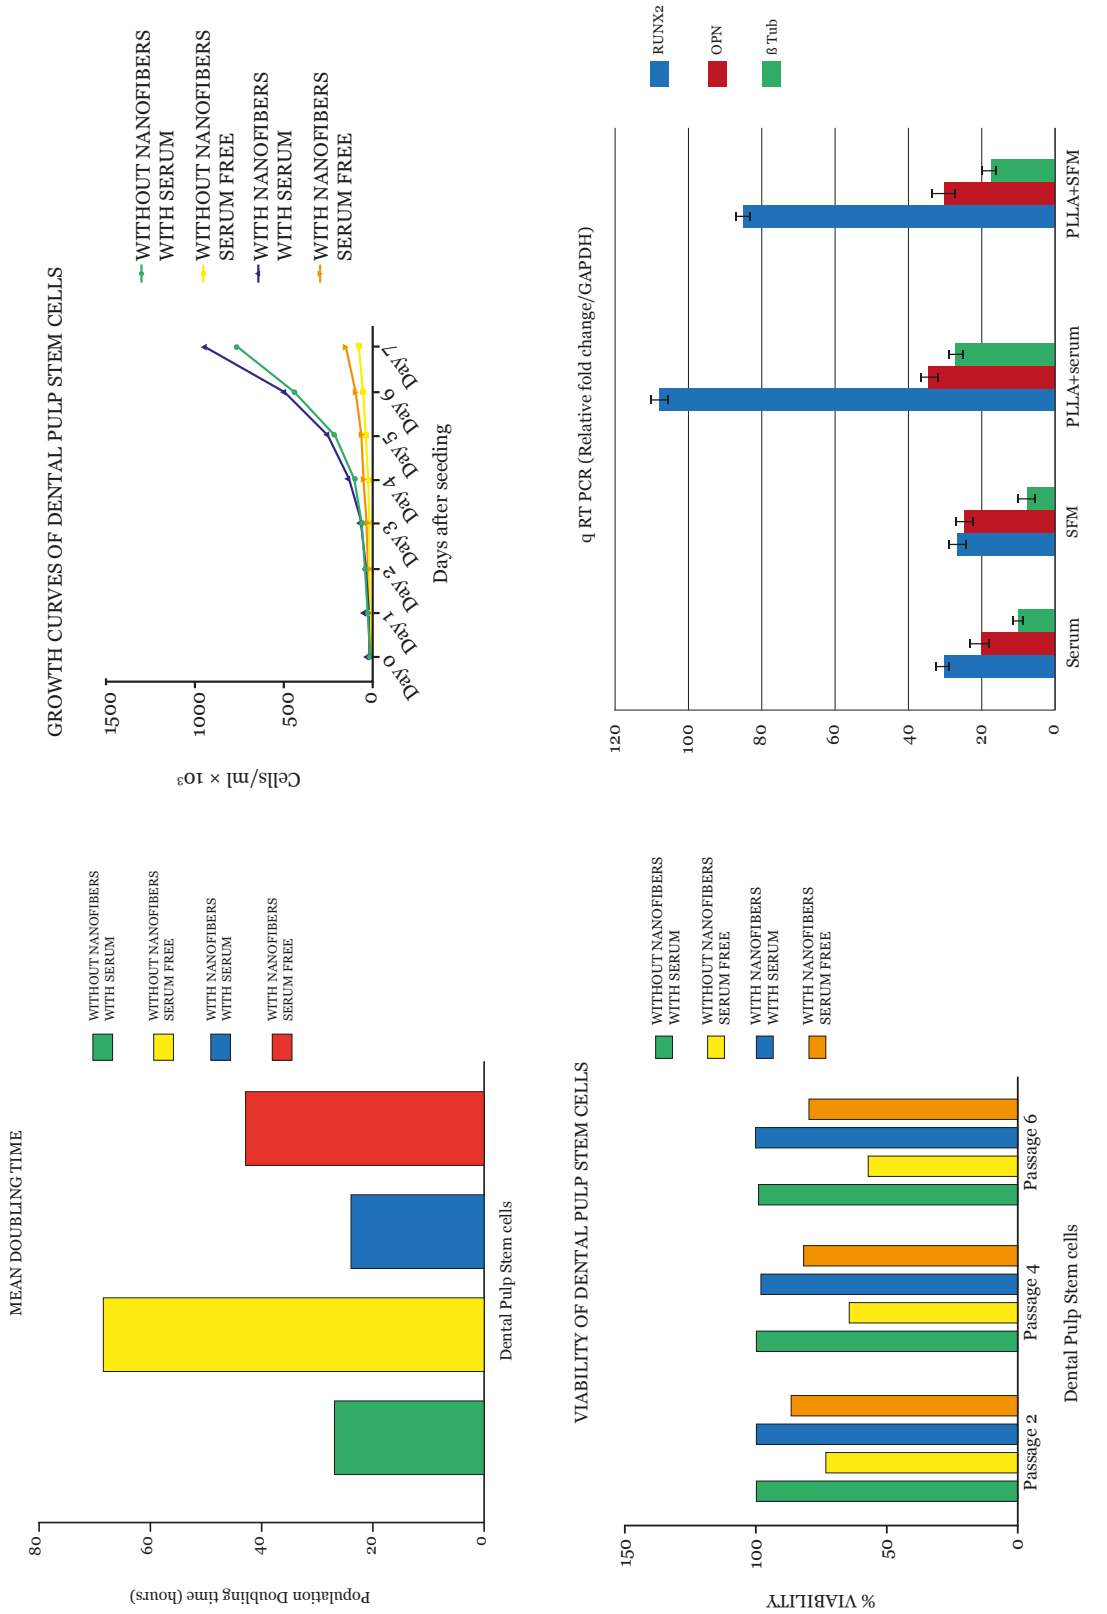 MEAN DOUBLING TIME
Population Doubling time (hours)
80
60
40
20
0
Dental Pulp Stem cells
WITHOUT NANOFIBERS
WITH SERUM
WITHOUT NANOFIBERS
SERUM FREE
WITH NANOFIBERS
WITH SERUM
WITH NANOFIBERS
SERUM FREE
GROWTH CURVES OF DENTAL PULP STEM CELLS
Cells/ml × 10³
1500
1000
500
0
Day 0
Day 1
Day 2
Day 3
Day 4
Day 5
Day 6
Day 7
Days after seeding
WITHOUT NANOFIBERS
WITH SERUM
WITHOUT NANOFIBERS
SERUM FREE
WITH NANOFIBERS
WITH SERUM
WITH NANOFIBERS
SERUM FREE
VIABILITY OF DENTAL PULP STEM CELLS
% VIABILITY
150
100
50
0
Passage 2
Passage 4
Passage 6
Dental Pulp Stem cells
WITHOUT NANOFIBERS
WITH SERUM
WITHOUT NANOFIBERS
SERUM FREE
WITH NANOFIBERS
WITH SERUM
WITH NANOFIBERS
SERUM FREE
q RT PCR (Relative fold change/GAPDH)
120
100
80
60
40
20
0
Serum
SFM
PLLA+serum
PLLA+SFM
RUNX2
OPN
ß Tub